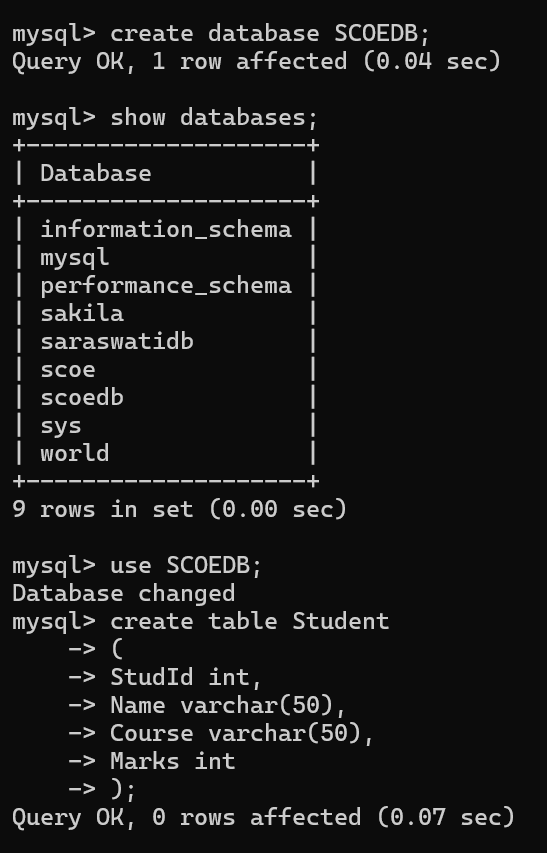 mysql> create database SCOEDB;
Query OK, 1 row affected (0.04 sec)

mysql> show databases;
+--------------------+
| Database           |
+--------------------+
| information_schema |
| mysql              |
| performance_schema |
| sakila             |
| saraswatidb        |
| scoe               |
| scoedb             |
| sys                |
| world              |
+--------------------+
9 rows in set (0.00 sec)

mysql> use SCOEDB;
Database changed
mysql> create table Student
    -> (
    -> StudId int,
    -> Name varchar(50),
    -> Course varchar(50),
    -> Marks int
    -> );
Query OK, 0 rows affected (0.07 sec)